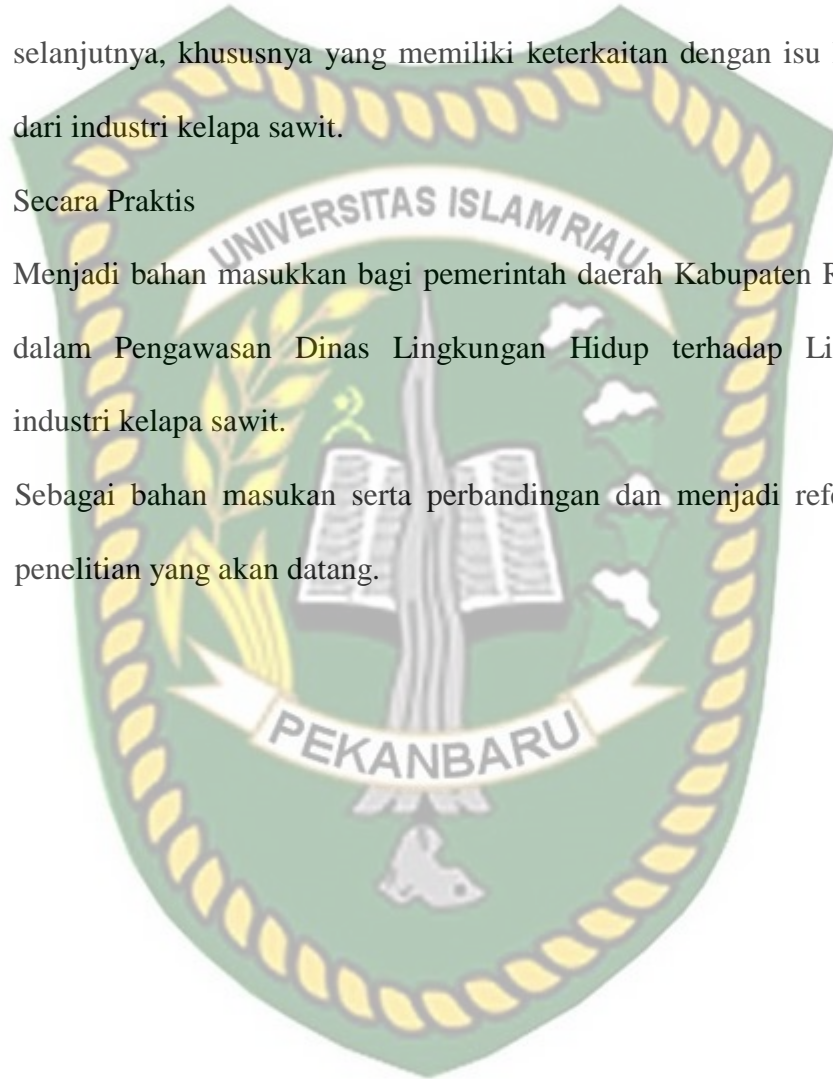 selanjutnya, khususnya yang memiliki keterkaitan dengan isu
dari industri kelapa sawit.
Secara Praktis
UNIVERSITAS ISLAM RIAU
Menjadi bahan masukkan bagi pemerintah daerah Kabupaten R
dalam Pengawasan Dinas Lingkungan Hidup terhadap Li
industri kelapa sawit.
Sebagai bahan masukan serta perbandingan dan menjadi refe
penelitian yang akan datang.
PEKANBARU